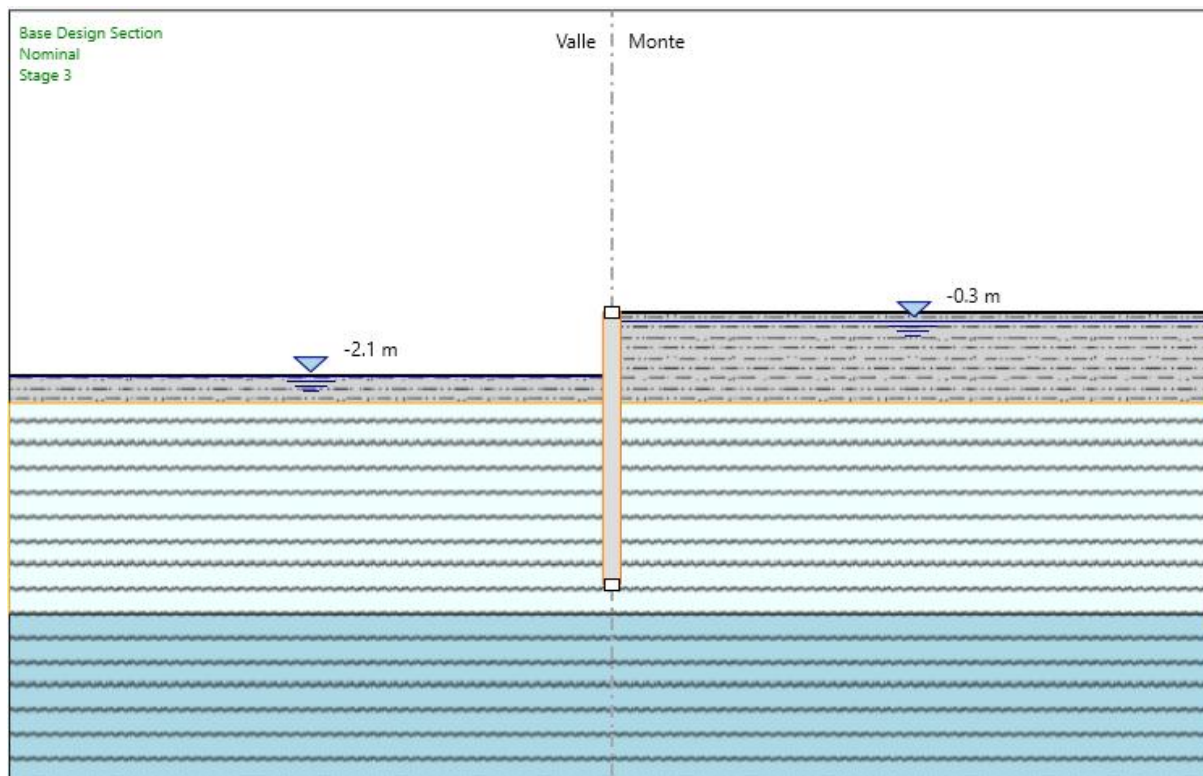 Base Design Section
Nominal
Stage 3
Valle
Monte
-0.3 m
-2.1 m